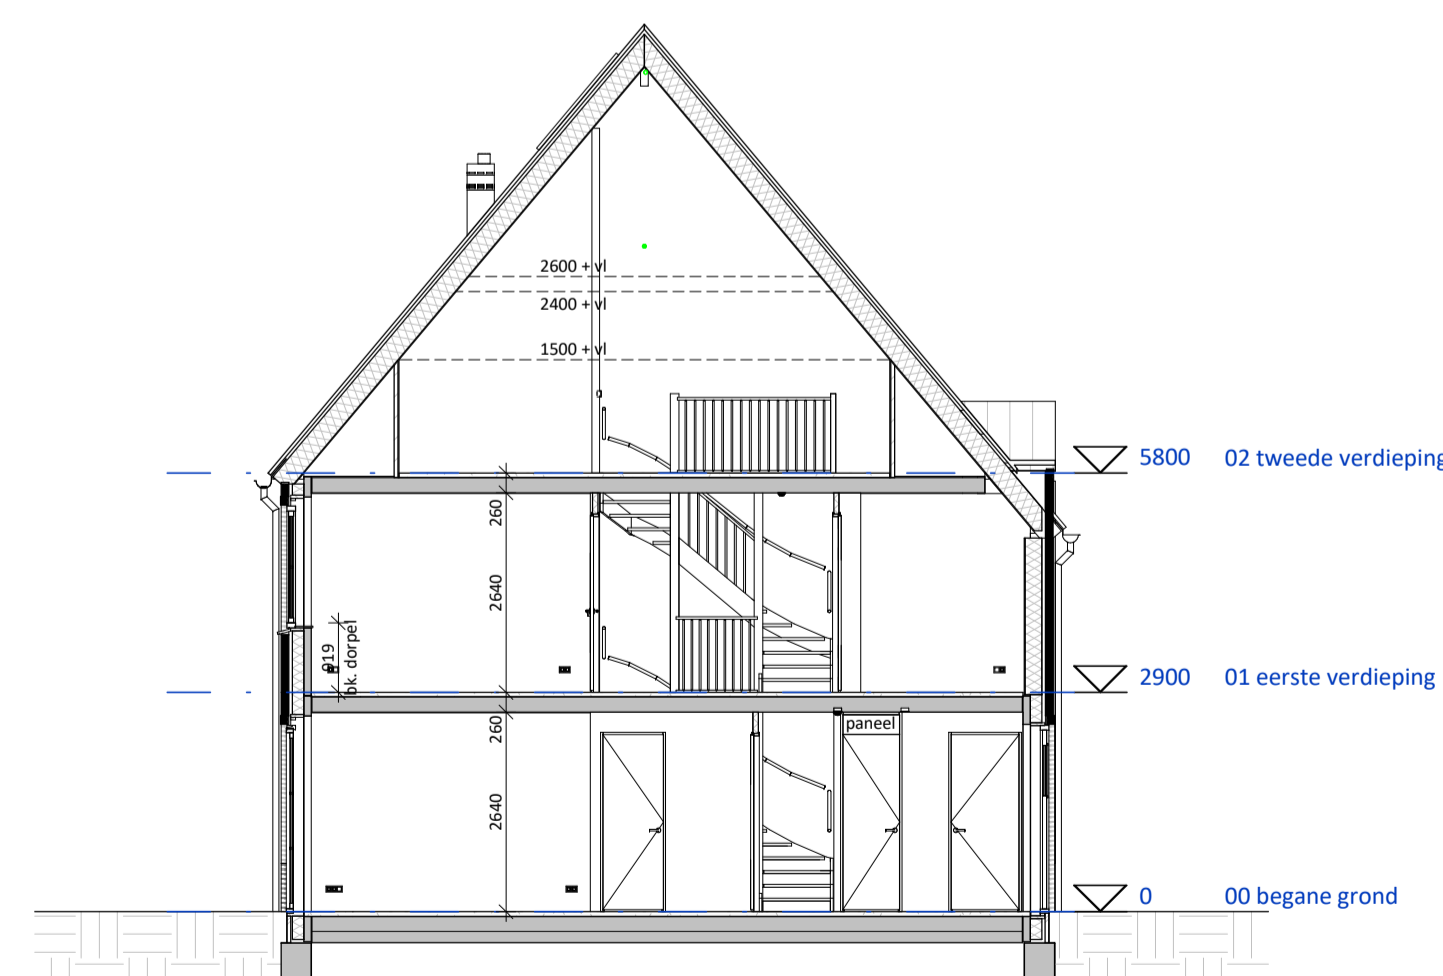 2600 + vl
2400 + vl
1500 + vl
5800 02 tweede verdieping
260
2640
919
bk. dorpel
2900 01 eerste verdieping
260
paneel
2640
0 00 begane grond